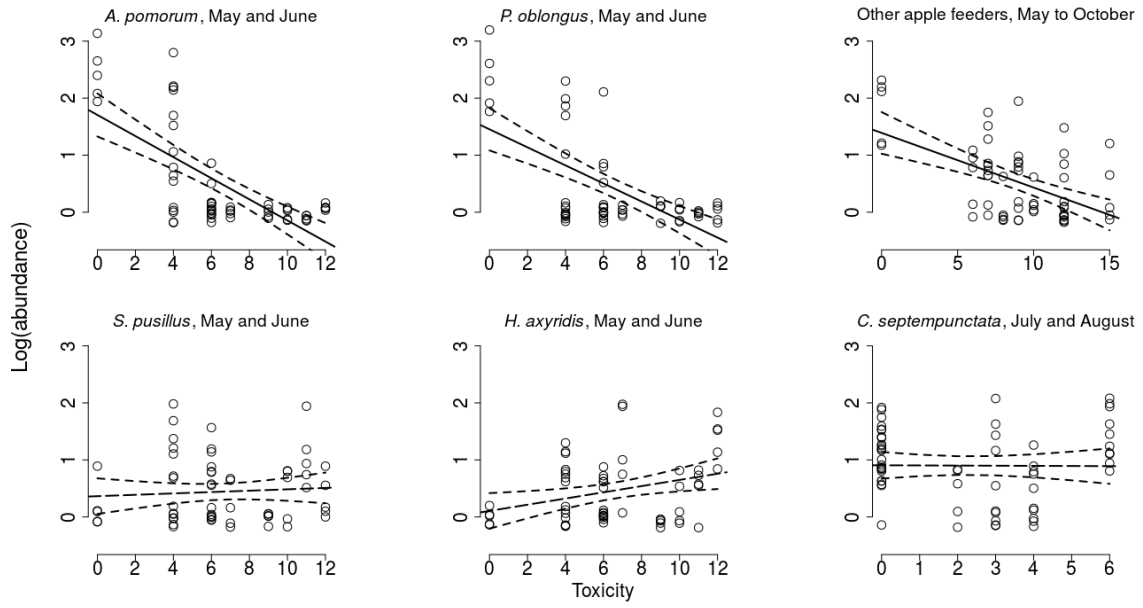 A. pomorum, May and June
P. oblongus, May and June
Other apple feeders, May to October
3
2
1
0
0 2 4 6 8 10 12
3
2
1
0
0 2 4 6 8 10 12
3
2
1
0
0 5 10 15
Log(abundance)
S. pusillus, May and June
H. axyridis, May and June
C. septempunctata, July and August
3
2
1
0
0 2 4 6 8 10 12
3
2
1
0
0 2 4 6 8 10 12
3
2
1
0
0 1 2 3 4 5 6
Toxicity